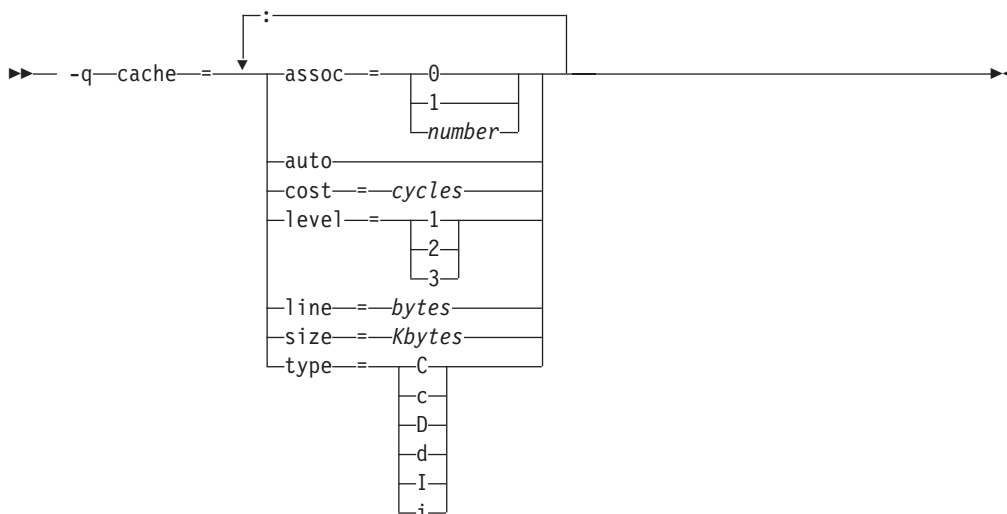 :
-q cache = assoc = 0
1
number
auto
cost = cycles
level = 1
2
3
line = bytes
size = Kbytes
type = C
c
D
d
I
i